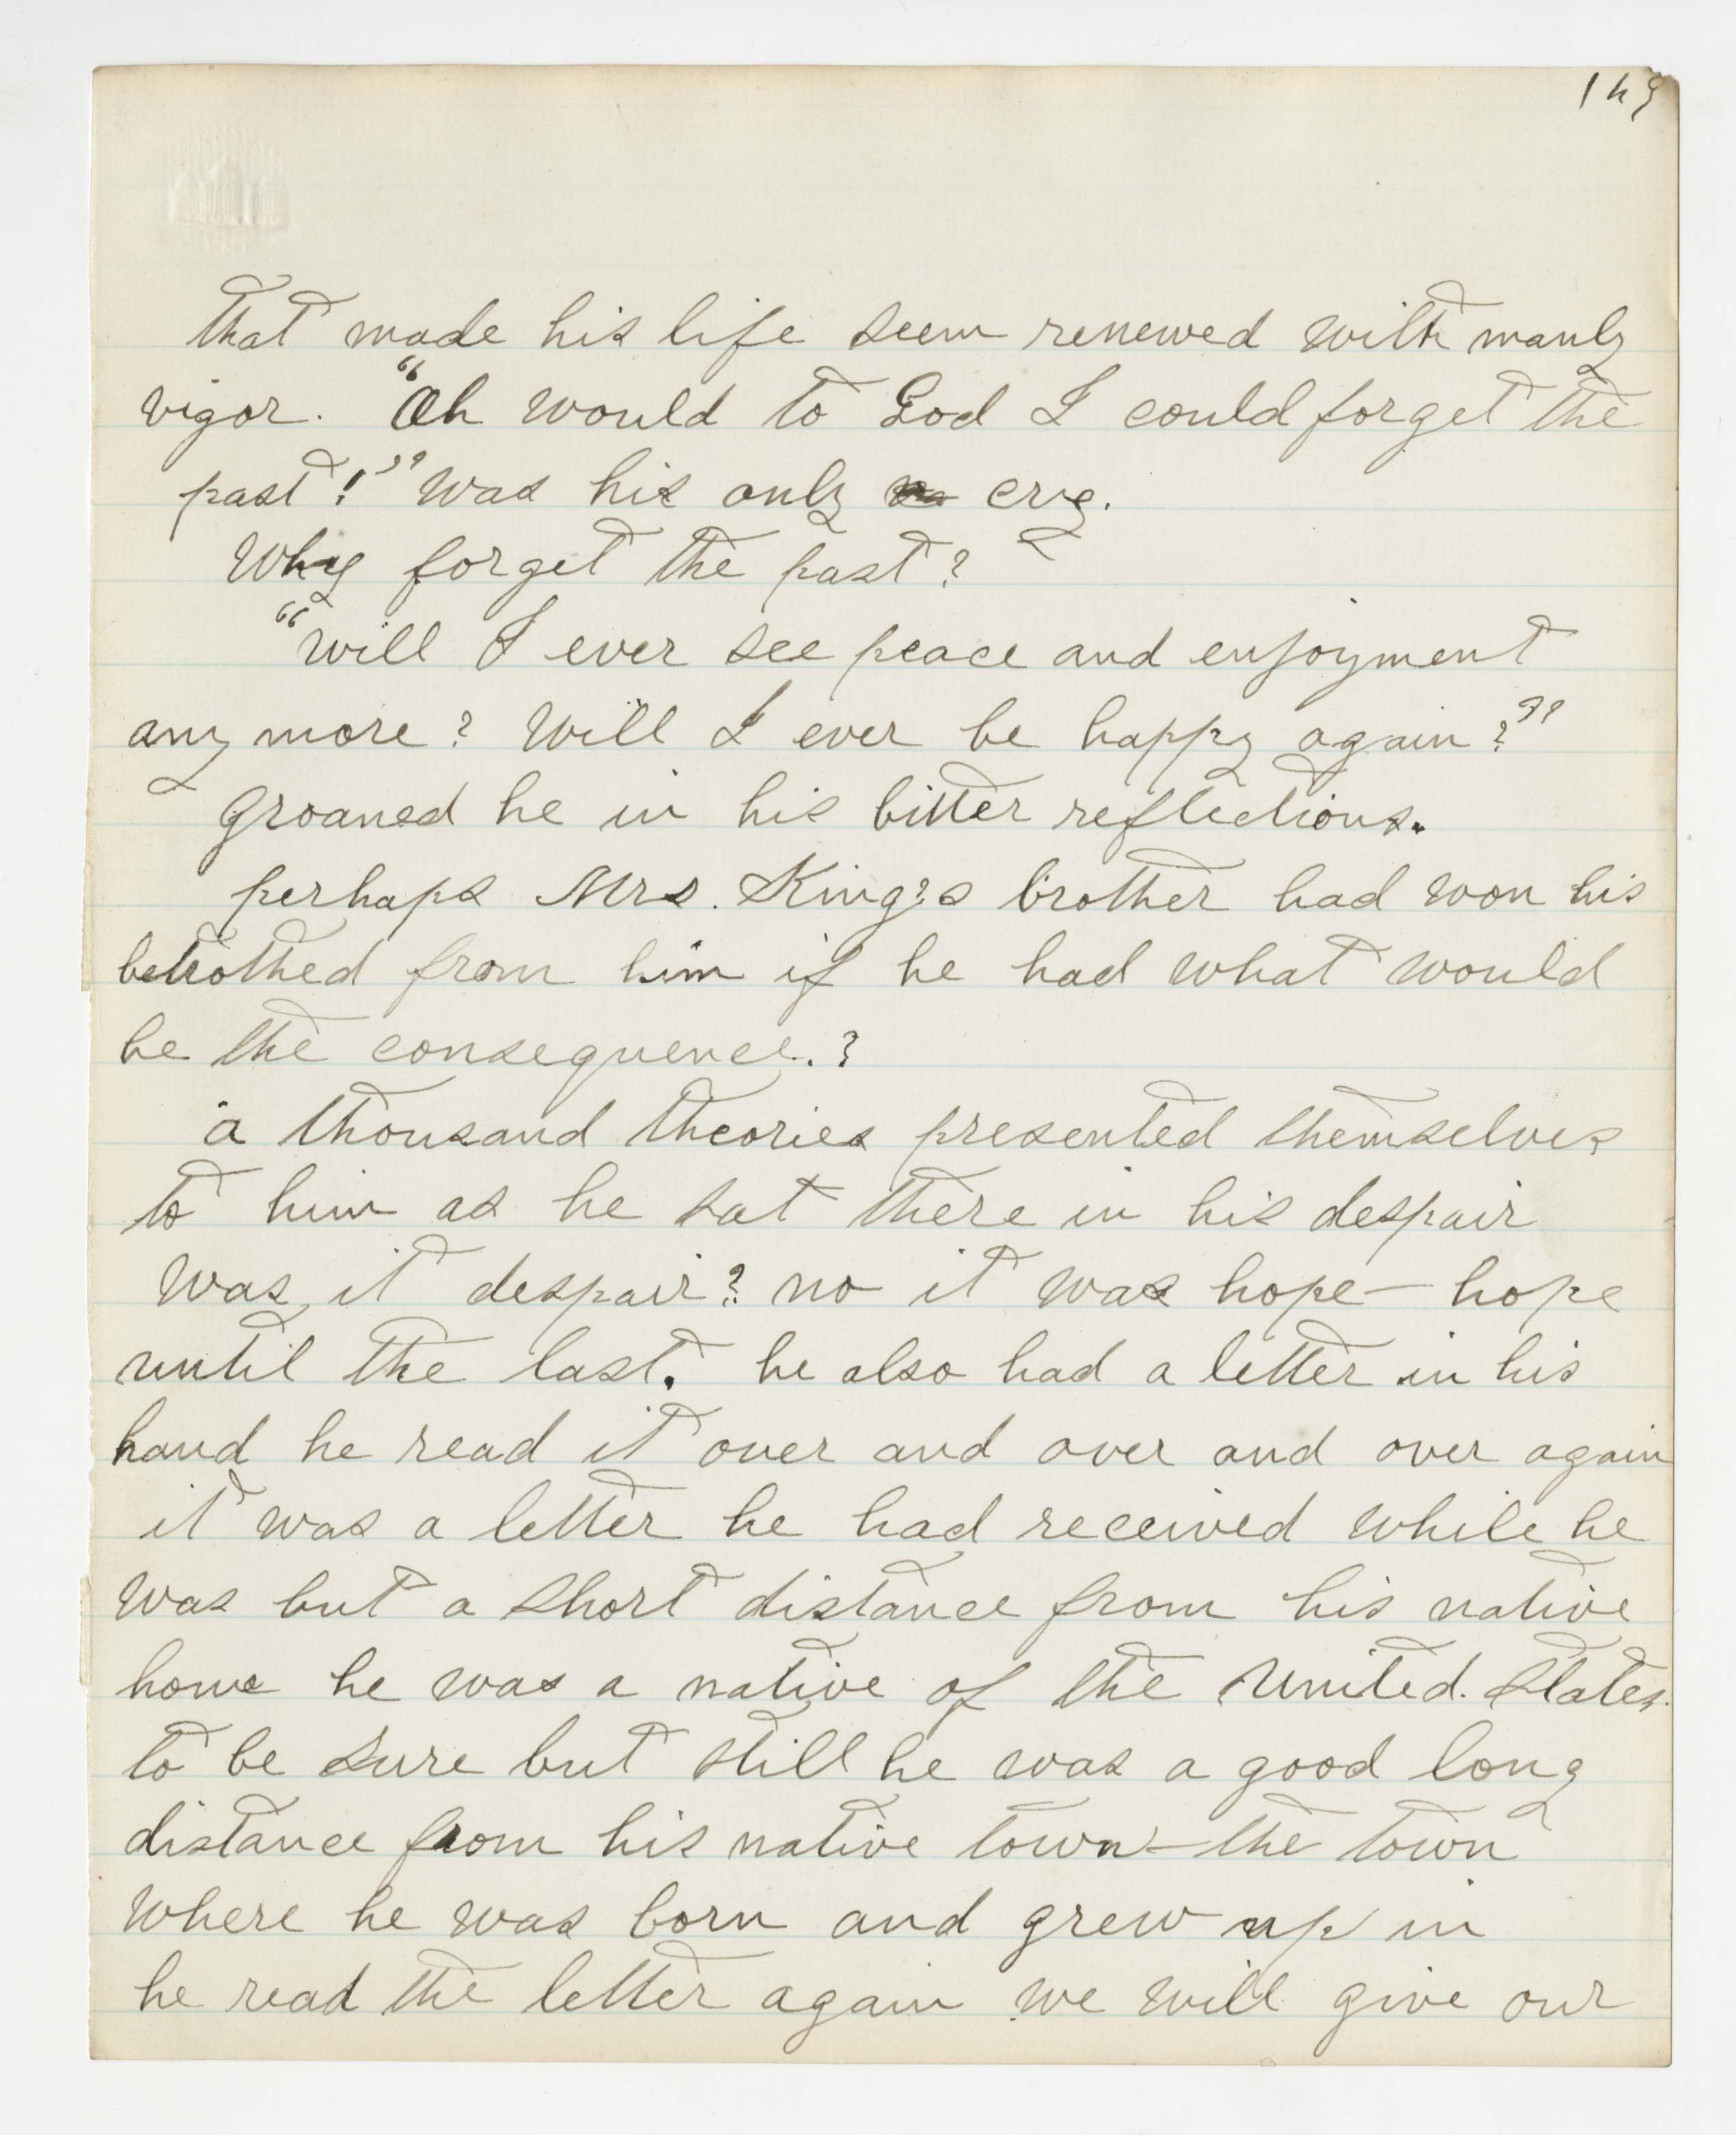 that made his life seem renewed with manly
vigor. "Oh would to God I could forget the
past!" was his only cry.
Why forget the past?
"will I ever see peace and enjoyment
any more? Will I ever be happy again?"
groaned he in his bitter reflections.
perhaps Mrs. King's brother had won his
betrothed from him if he had what would
be the consequence.?
a thousand theories presented themselves
to him as he sat there in his despair
was it despair? no it was hope— hope
until the last. he also had a letter in his
hand he read it over and over and over again
it was a letter he had received while he
was but a short distance from his native
home he was a native of the united. States.
to be sure but still he was a good long
distance from his native town—the town
where he was born and grew up in
he read the letter again we will give our